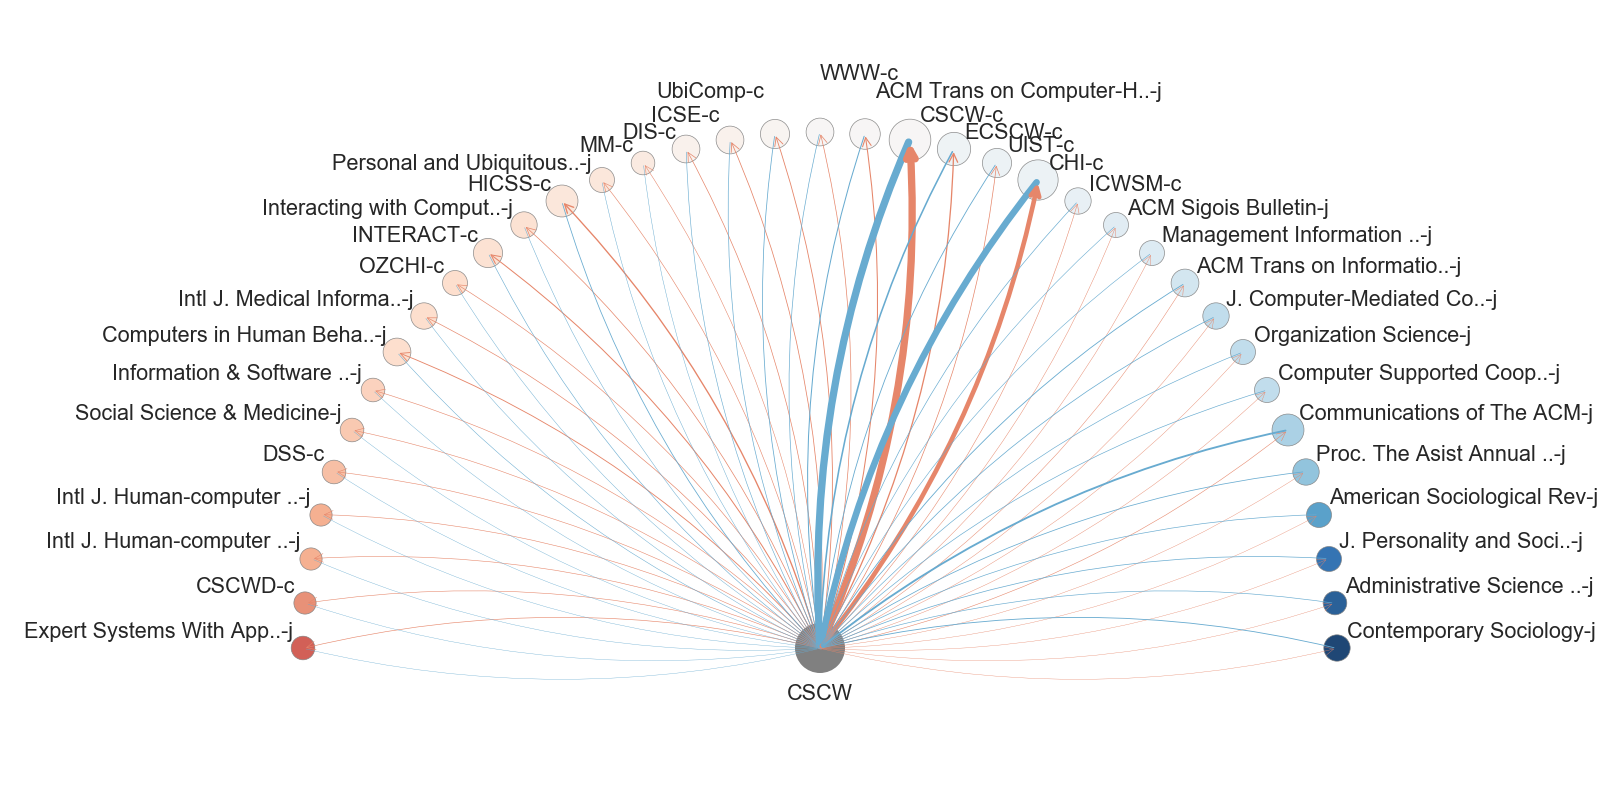 WWW-c
UbiComp-c
ACM Trans on Computer-H..-j
ICSE-c
CSCW-c
DIS-c
ECSCW-c
MM-c
UIST-c
Personal and Ubiquitous..-j
CHI-c
HICSS-c
ICWSM-c
Interacting with Comput..-j
ACM Sigois Bulletin-j
INTERACT-c
Management Information ..-j
OZCHI-c
ACM Trans on Informatio..-j
Intl J. Medical Informa..-j
J. Computer-Mediated Co..-j
Computers in Human Beha..-j
Organization Science-j
Information & Software ..-j
Computer Supported Coop..-j
Social Science & Medicine-j
Communications of The ACM-j
DSS-c
Proc. The Asist Annual ..-j
Intl J. Human-computer ..-j
American Sociological Rev-j
Intl J. Human-computer ..-j
J. Personality and Soci..-j
CSCWD-c
Administrative Science ..-j
Expert Systems With App..-j
Contemporary Sociology-j
CSCW